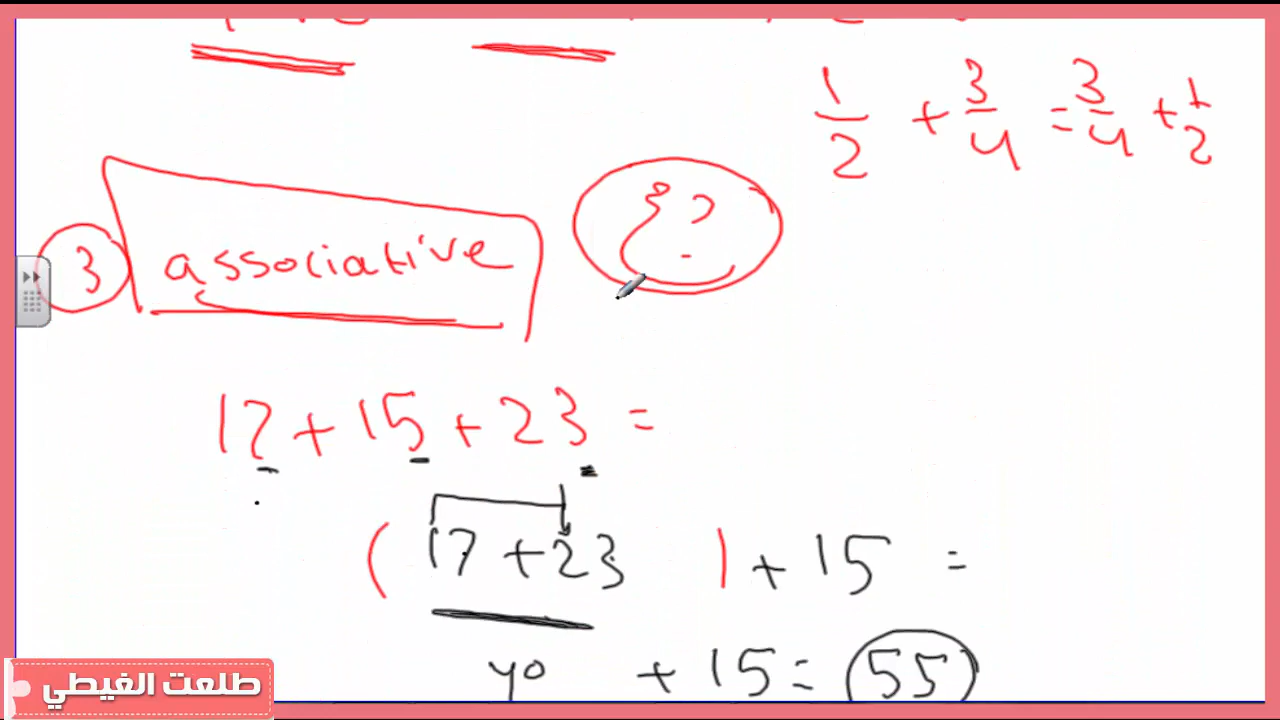 1/2 + 3/4 = 3/4 + 1/2
3 associative
17 + 15 + 23 =
( 17 + 23 ) + 15 =
40 + 15 = 55
طلعت الغيطي